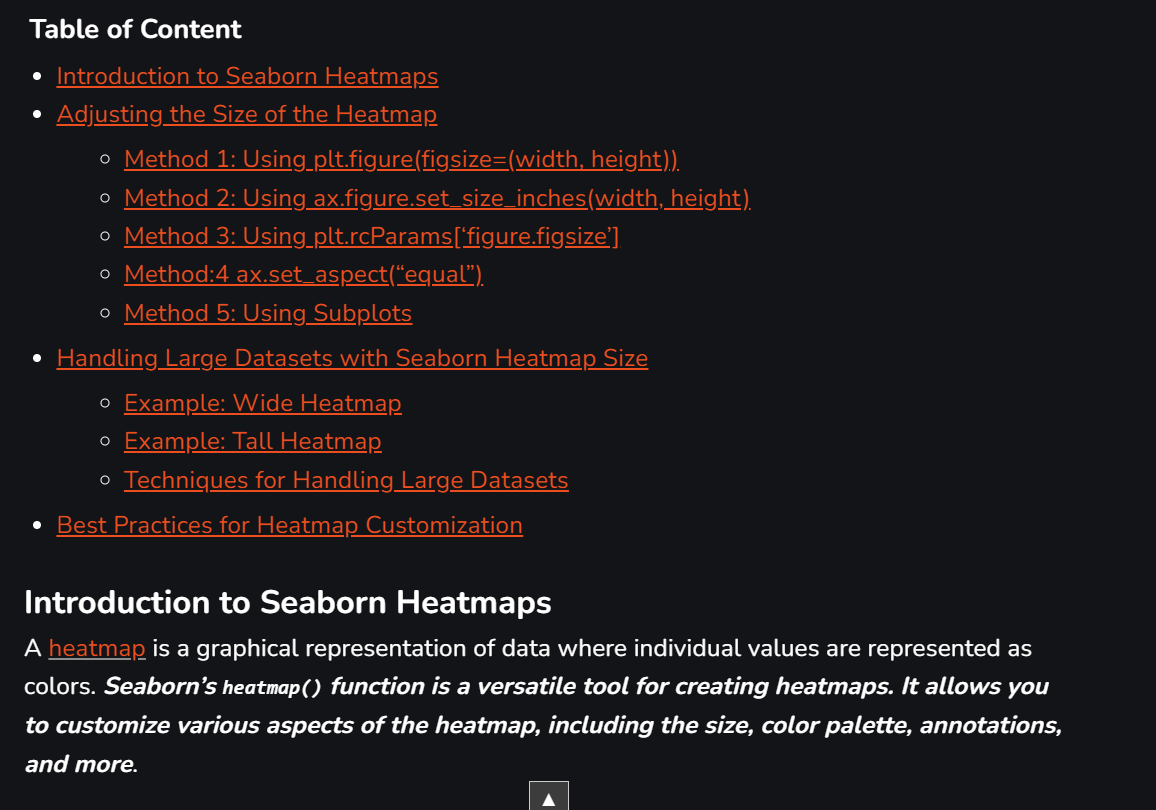 Table of Content
Introduction to Seaborn Heatmaps
Adjusting the Size of the Heatmap
Method 1: Using plt.figure(figsize=(width, height))
Method 2: Using ax.figure.set_size_inches(width, height)
Method 3: Using plt.rcParams[‘figure.figsize’]
Method:4 ax.set_aspect(“equal”)
Method 5: Using Subplots
Handling Large Datasets with Seaborn Heatmap Size
Example: Wide Heatmap
Example: Tall Heatmap
Techniques for Handling Large Datasets
Best Practices for Heatmap Customization
Introduction to Seaborn Heatmaps
A heatmap is a graphical representation of data where individual values are represented as
colors. Seaborn’s heatmap() function is a versatile tool for creating heatmaps. It allows you
to customize various aspects of the heatmap, including the size, color palette, annotations,
and more.